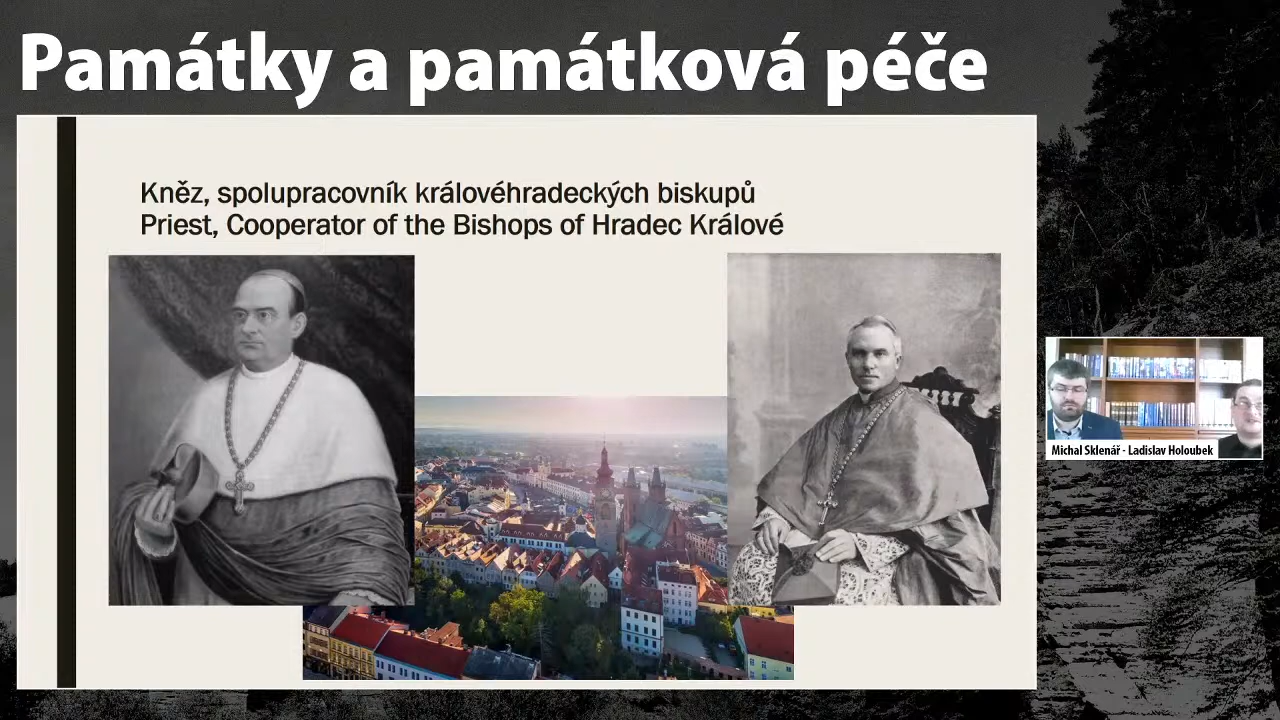 Památky a památková péče
Kněz, spolupracovník královéhradeckých biskupů
Priest, Cooperator of the Bishops of Hradec Králové
Michal Sklenář - Ladislav Holoubek